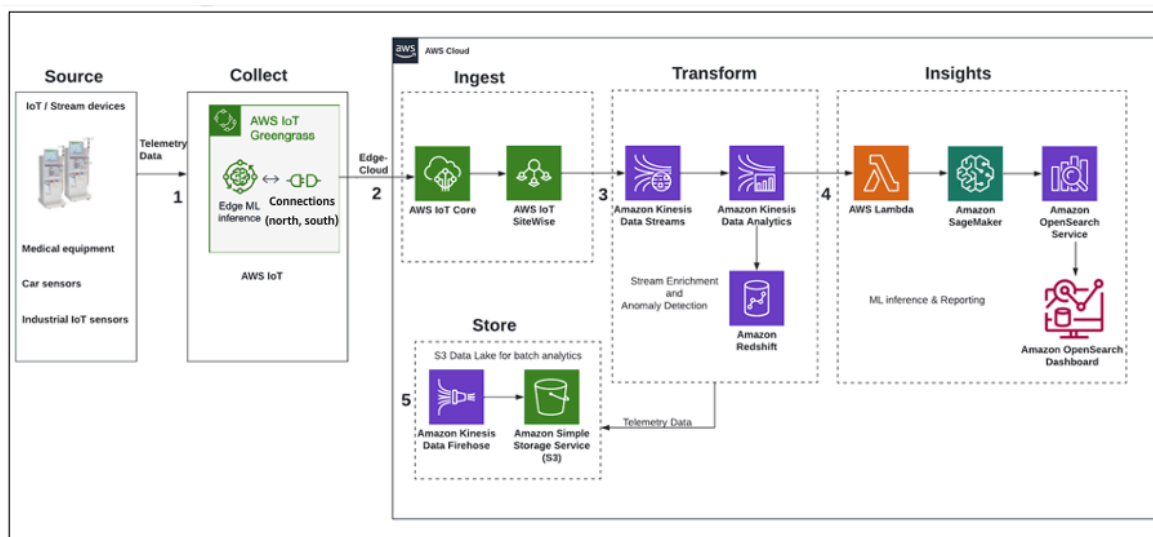 aws
AWS Cloud
Source
IoT / Stream devices
Medical equipment
Car sensors
Industrial IoT sensors
Telemetry
Data
1
Collect
AWS IoT
Greengrass
Edge ML
inference
Connections
(north, south)
AWS IoT
Edge-
Cloud
2
Ingest
AWS IoT Core
AWS IoT
SiteWise
3
Transform
Amazon Kinesis
Data Streams
Amazon Kinesis
Data Analytics
Stream Enrichment
and
Anomaly Detection
Amazon
Redshift
4
Insights
AWS Lambda
Amazon
SageMaker
Amazon
OpenSearch
Service
ML inference & Reporting
Amazon OpenSearch
Dashboard
Store
S3 Data Lake for batch analytics
5
Amazon Kinesis
Data Firehose
Amazon Simple
Storage Service
(S3)
Telemetry Data